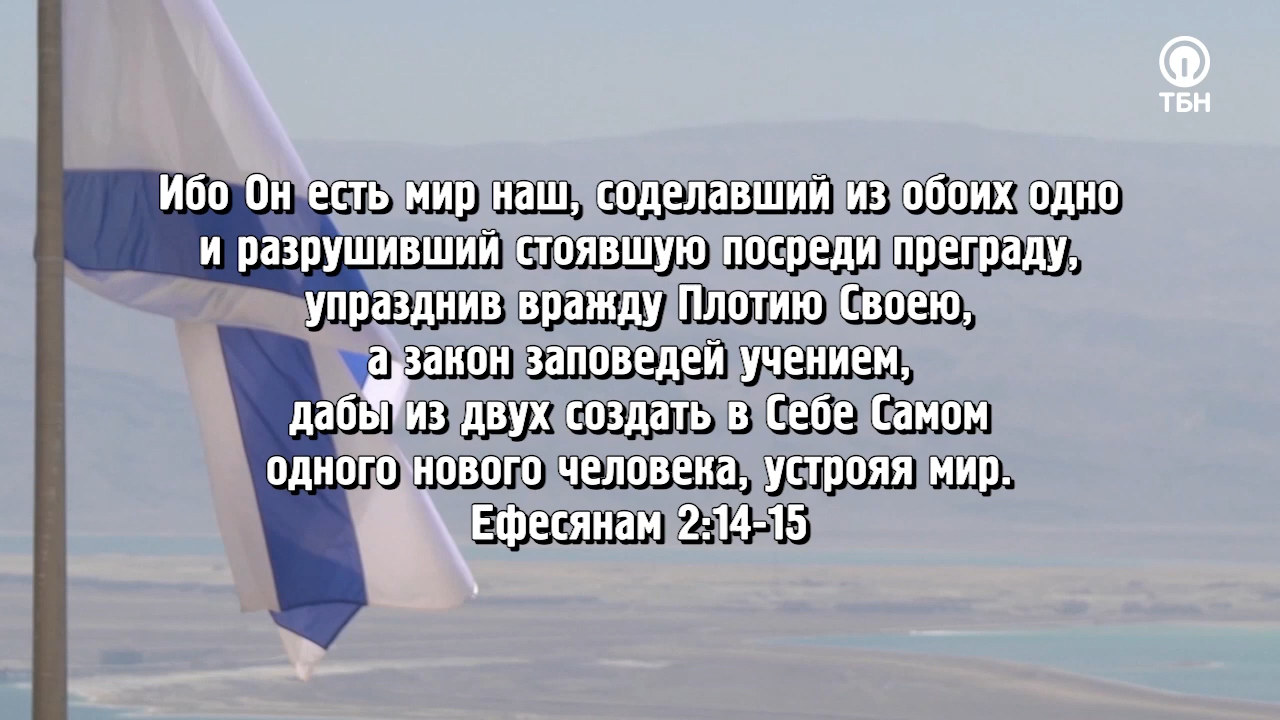 ТБН
Ибо Он есть мир наш, соделавший из обоих одно
и разрушивший стоявшую посреди преграду,
упразднив вражду Плотию Своею,
а закон заповедей учением,
дабы из двух создать в Себе Самом
одного нового человека, устрояя мир.
Ефесянам 2:14-15